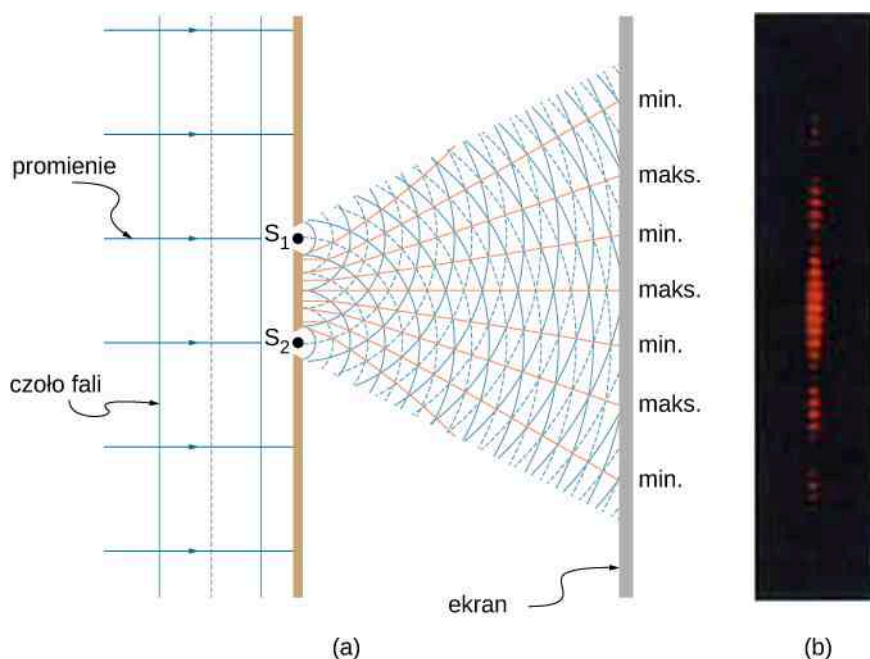 promienie
S1
S2
czoło fali
min.
maks.
min.
maks.
min.
maks.
min.
ekran
(a)
(b)